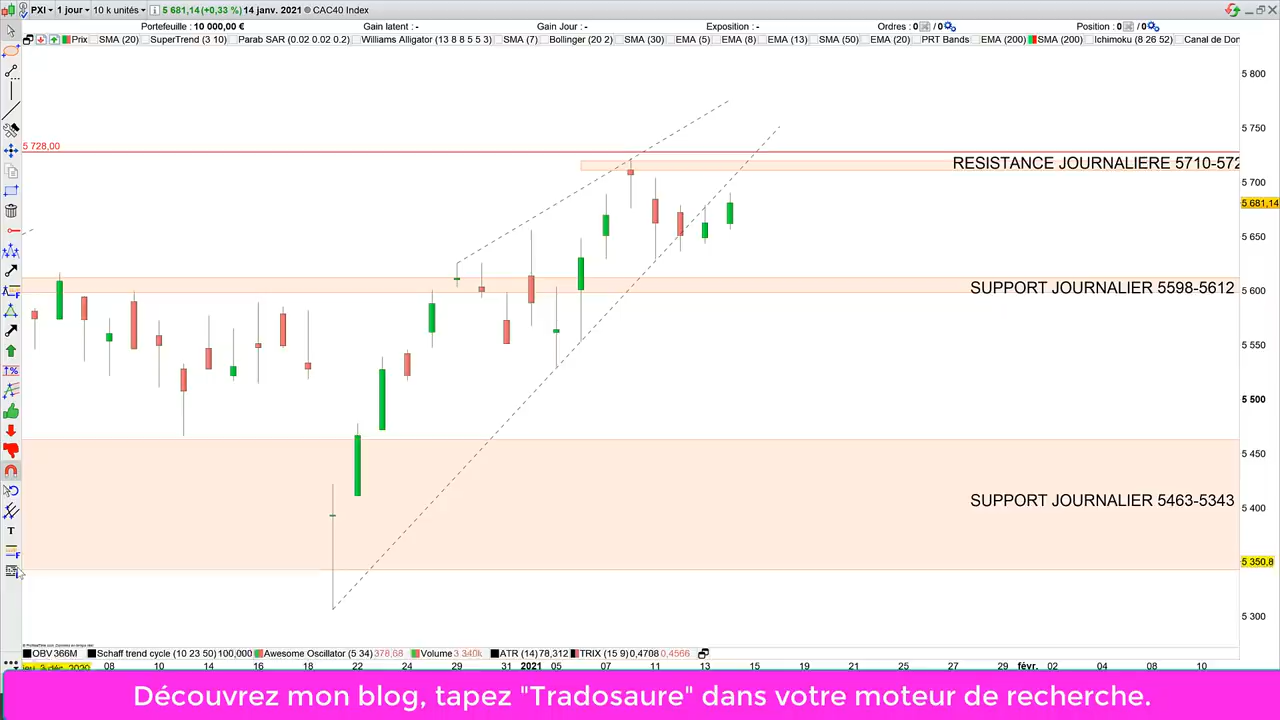 PXI 1 jour 10 k unités 5 681,14 (+0,33 %) 14 janv. 2021 CAC40 Index
Portefeuille : 10 000,00 € Gain latent : - Gain Jour : - Exposition : - Ordres : 0 / 0 Position : 0 / 0
Prix SMA (20) SuperTrend (3 10) Parab SAR (0.02 0.02 0.2) Williams Alligator (13 8 8 5 5 3) SMA (7) Bollinger (20 2) SMA (30) EMA (5) EMA (8) EMA (13) SMA (50) EMA (20) PRT Bands EMA (200) SMA (200) Ichimoku (8 26 52) Canal de Don
5 800
5 750
5 728,00
RESISTANCE JOURNALIERE 5710-572
5 700
5 681,14
5 650
SUPPORT JOURNALIER 5598-5612
5 600
5 550
5 500
5 450
SUPPORT JOURNALIER 5463-5343
5 400
5 350,8
5 300
OBV 366M Schaff trend cycle (10 23 50) 100,000 Awesome Oscillator (5 34) 378,68 Volume 3 340k ATR (14) 78,312 TRIX (15 9) 0,4708 0,4566
jeu. 3 déc. 2020 08 10 14 16 18 22 24 29 31 2021 05 07 11 13 15 19 21 25 27 29 févr. 02 04 08 10
Découvrez mon blog, tapez "Tradosaure" dans votre moteur de recherche.